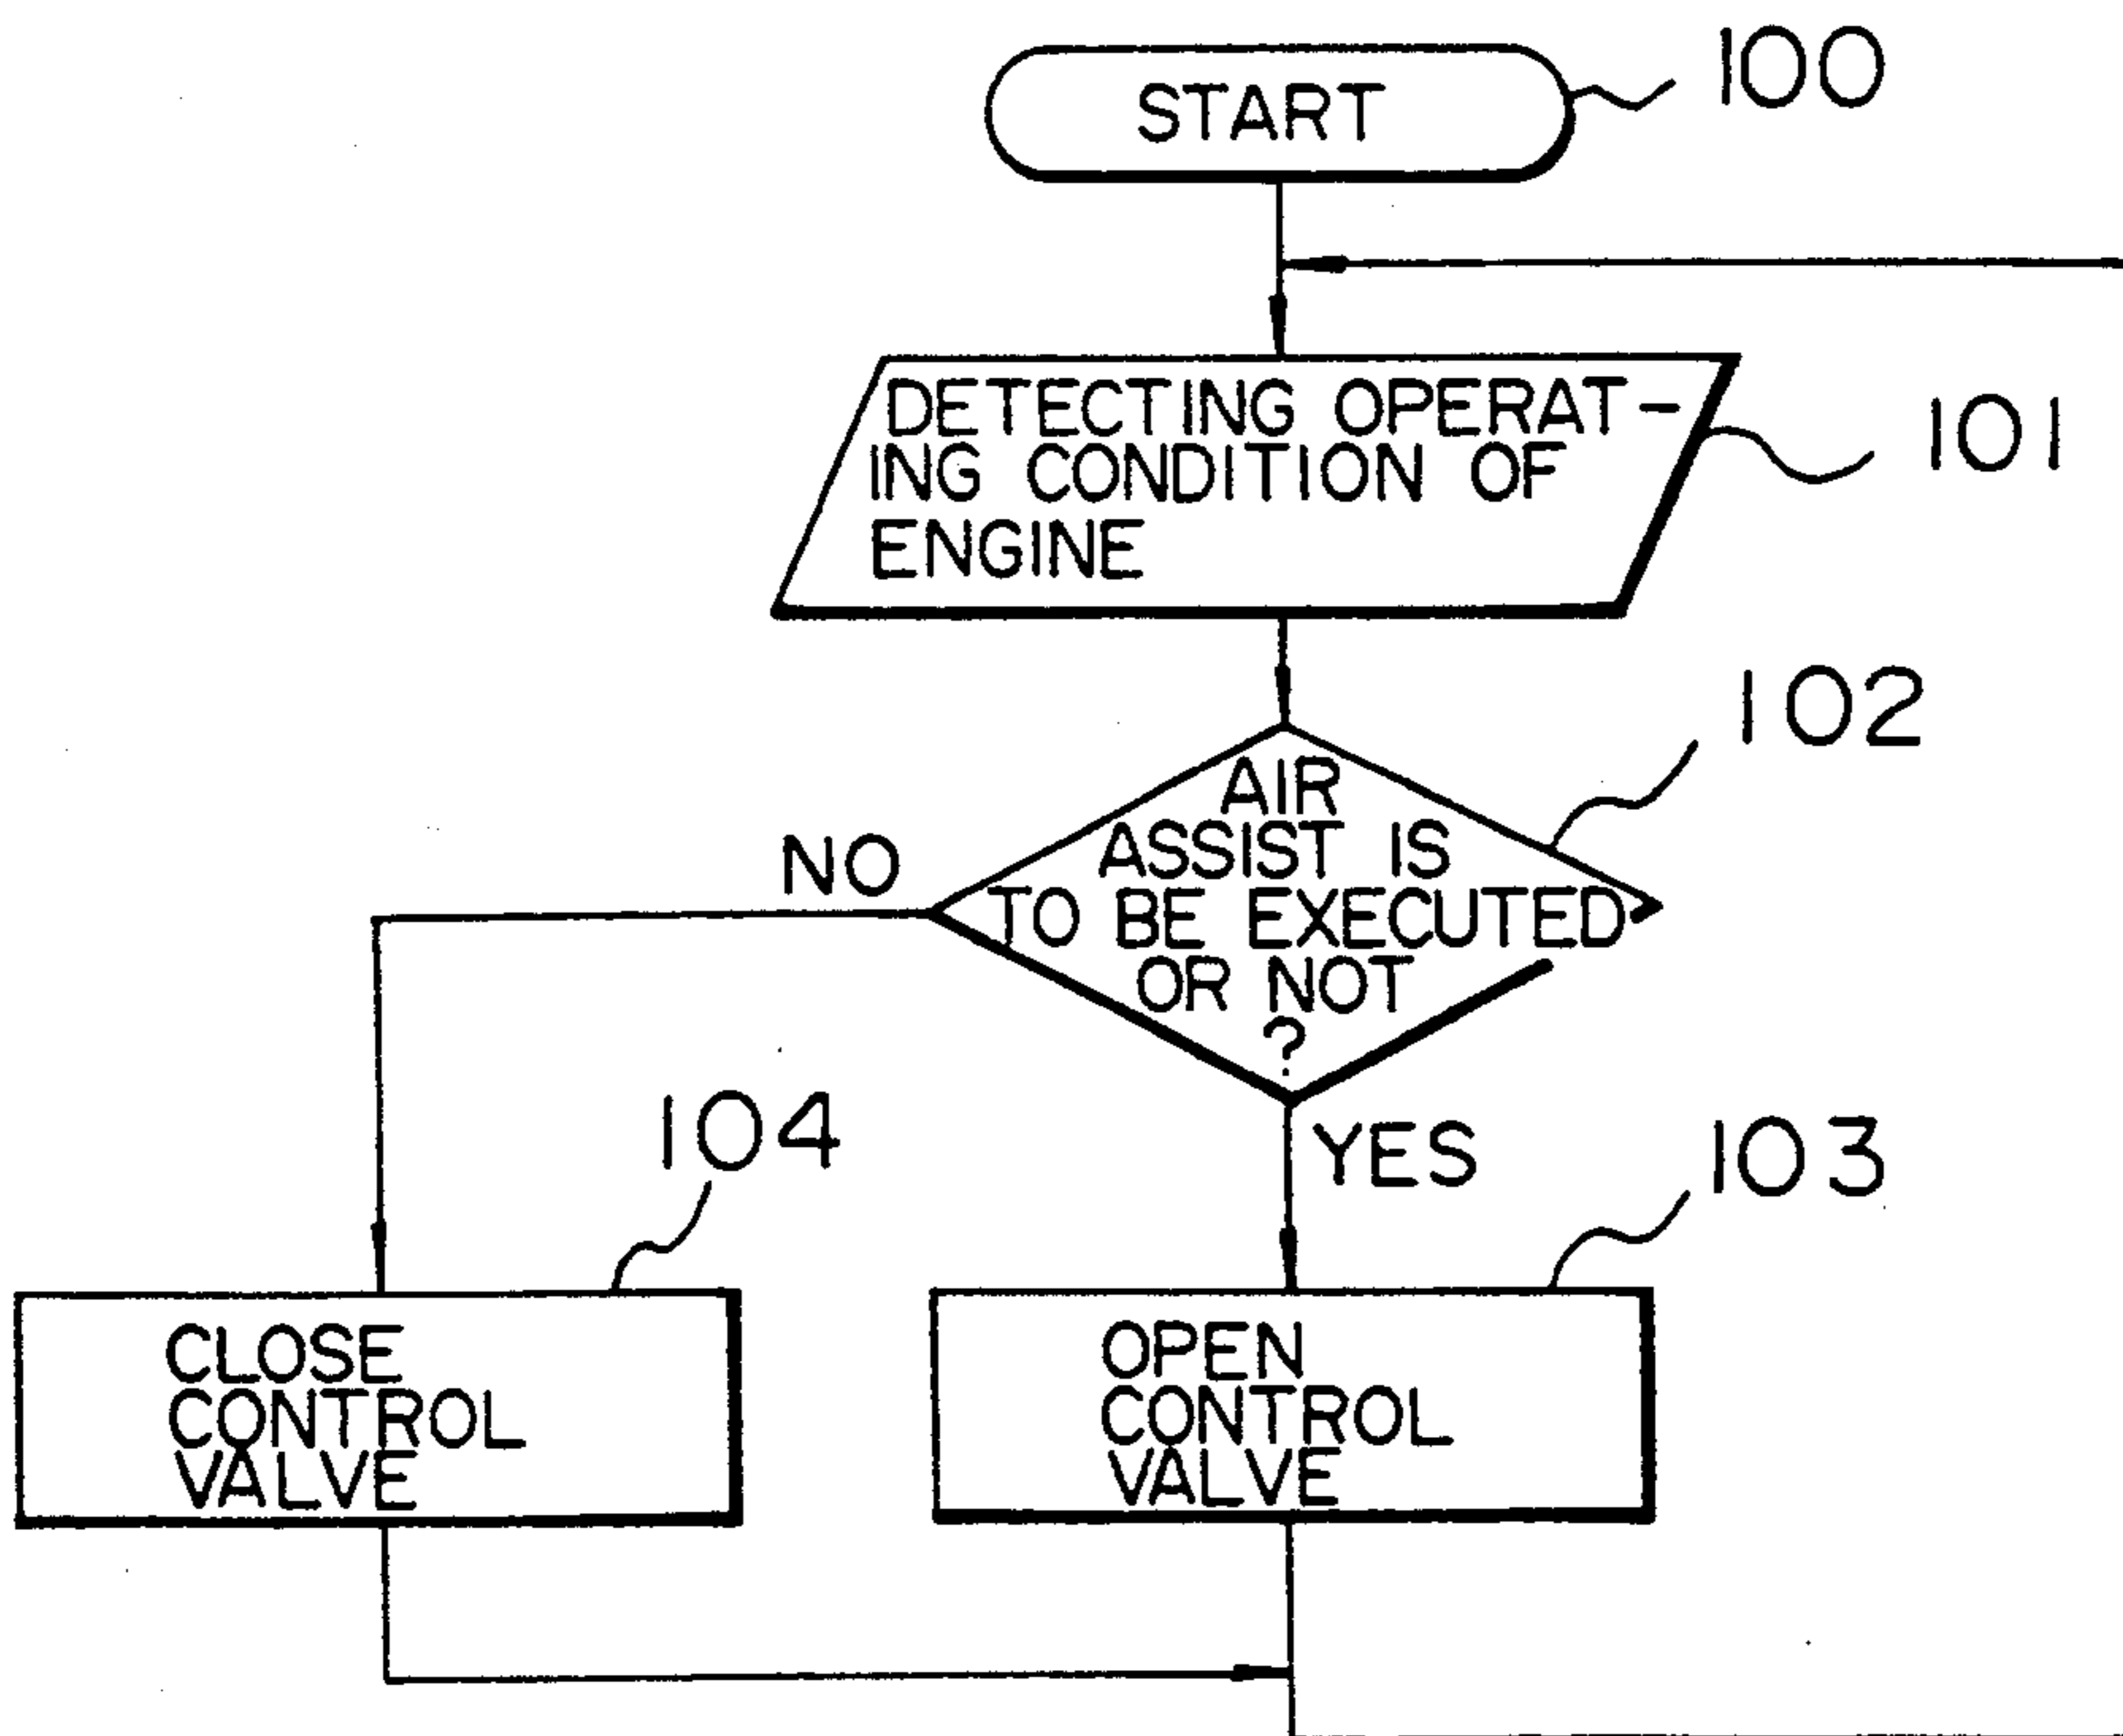 START
100
DETECTING OPERAT-
ING CONDITION OF
ENGINE
101
102
AIR
ASSIST IS
TO BE EXECUTED
OR NOT
?
NO
YES
104
103
CLOSE
CONTROL
VALVE
OPEN
CONTROL
VALVE